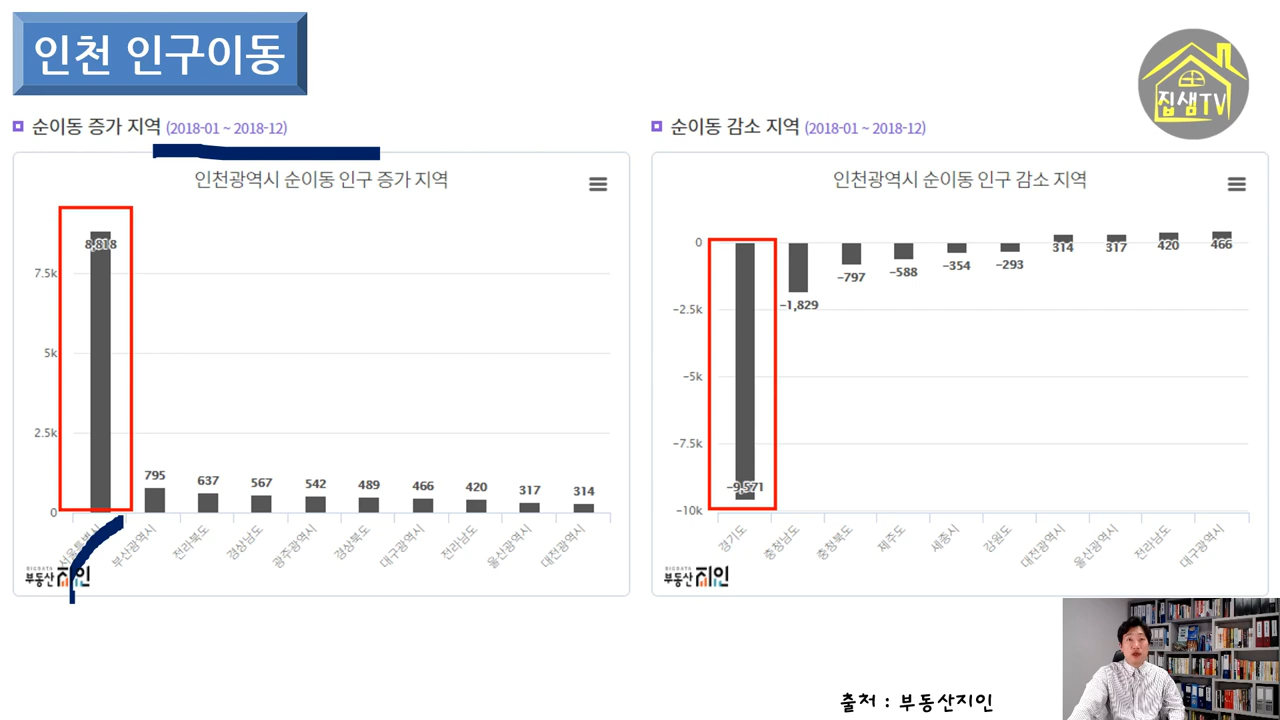 인천 인구이동
집샘TV
순이동 증가 지역 (2018-01 ~ 2018-12)
인천광역시 순이동 인구 증가 지역
7.5k
5k
2.5k
0
8,818
795
637
567
542
489
466
420
317
314
서울특별시
부산광역시
전라북도
경상남도
광주광역시
경상북도
대구광역시
전라남도
울산광역시
대전광역시
BIGDATA
부동산지인
순이동 감소 지역 (2018-01 ~ 2018-12)
인천광역시 순이동 인구 감소 지역
0
−2.5k
−5k
−7.5k
−10k
−9,571
−1,829
−797
−588
−354
−293
314
317
420
466
경기도
충청남도
충청북도
제주도
세종시
강원도
대전광역시
울산광역시
전라남도
대구광역시
BIGDATA
부동산지인
출처 : 부동산지인